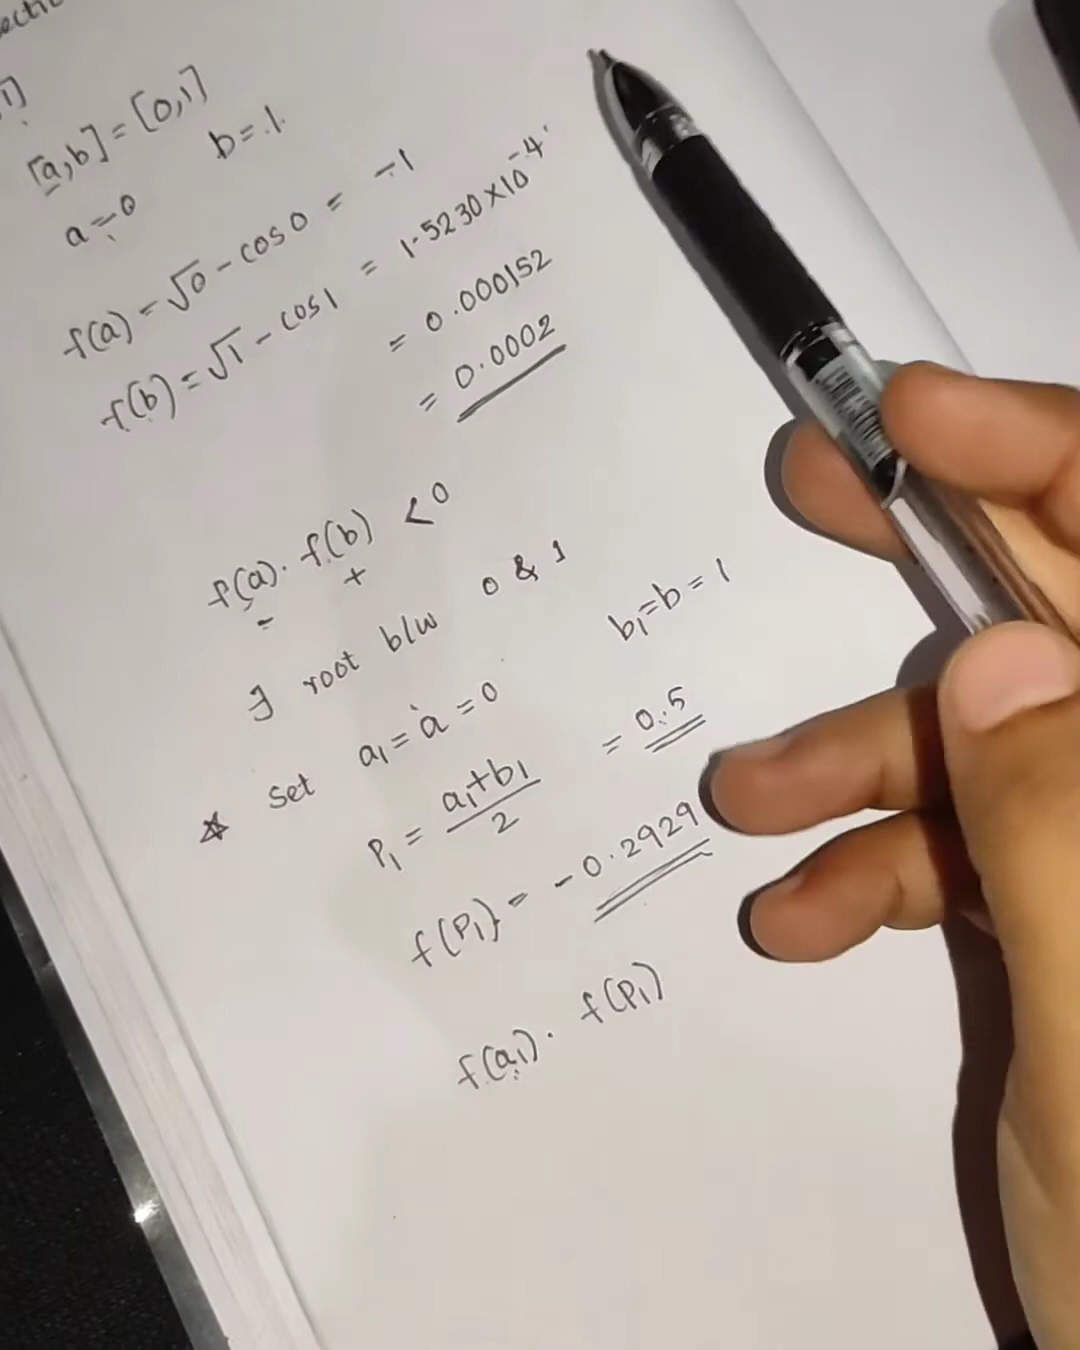 1]
[a,b] = [0,1]
a = 0 b = 1.
f(a) = √0 - cos 0 = -1
f(b) = √1 - cos 1 = 1.5230 × 10^-4
= 0.000152
= 0.0002
f(a). f(b) < 0
- +
∃ root b/w 0 & 1
* Set a₁ = a = 0 b₁ = b = 1
P₁ = (a₁+b₁)/2 = 0.5
f(P₁) = -0.2929
f(a₁). f(P₁)